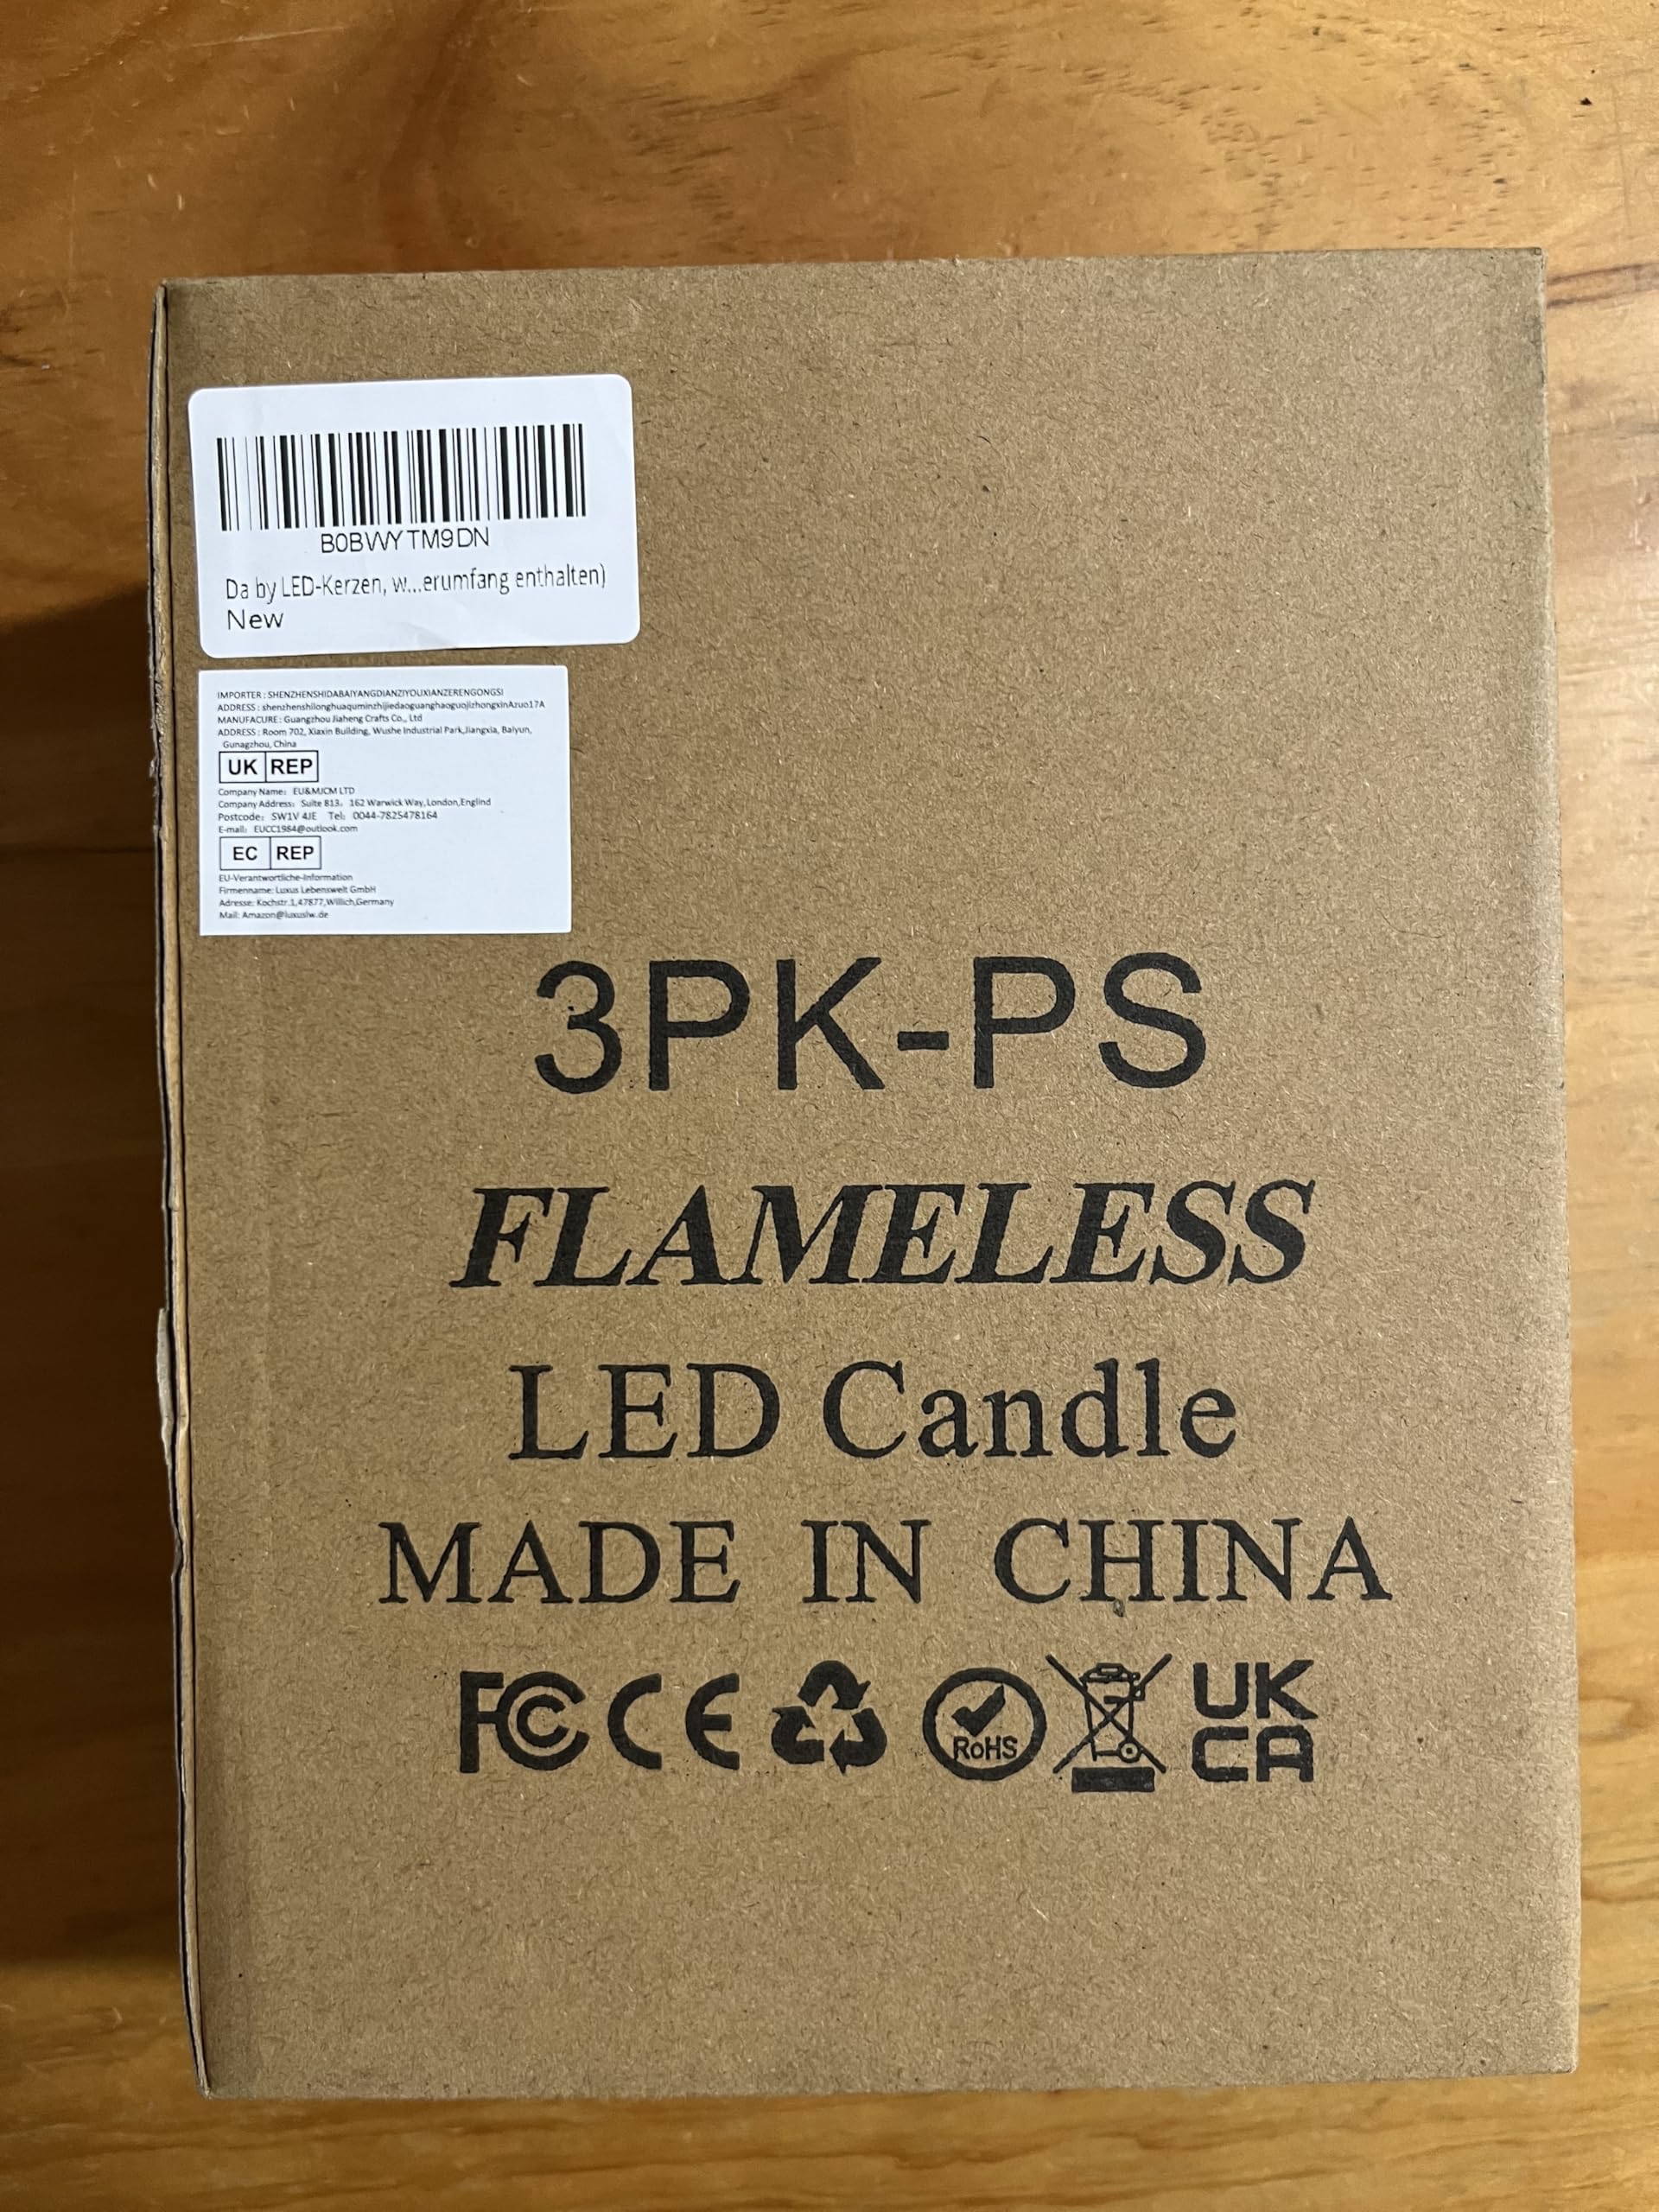 B0BWYTM9DN
Da by LED-Kerzen, w...erumfang enthalten)
New
IMPORTER : SHENZHENSHIDABAIYANGDIANZIYOUXIANZERENGONGSI
ADDRESS : shenzhenshilonghuaquminzhijiedaoguanghaoguojizhongxinAzuo17A
MANUFACURE : Guangzhou Jiaheng Crafts Co., Ltd
ADDRESS : Room 702, Xiaxin Building, Wushe Industrial Park,Jiangxia, Baiyun,
Gunagzhou, China
UK REP
Company Name: EU&MJCM LTD
Company Address: Suite 813, 162 Warwick Way,London,Englind
Postcode: SW1V 4JE Tel: 0044-7825478164
E-mail: EUCC1984@outlook.com
EC REP
EU-Verantwortliche-Information
Firmenname: Luxus Lebenswelt GmbH
Adresse: Kochstr.1,47877,Willich,Germany
Mail: Amazon@luxuslw.de
3PK-PS
FLAMELESS
LED Candle
MADE IN CHINA
FC CE RoHS UK
CA